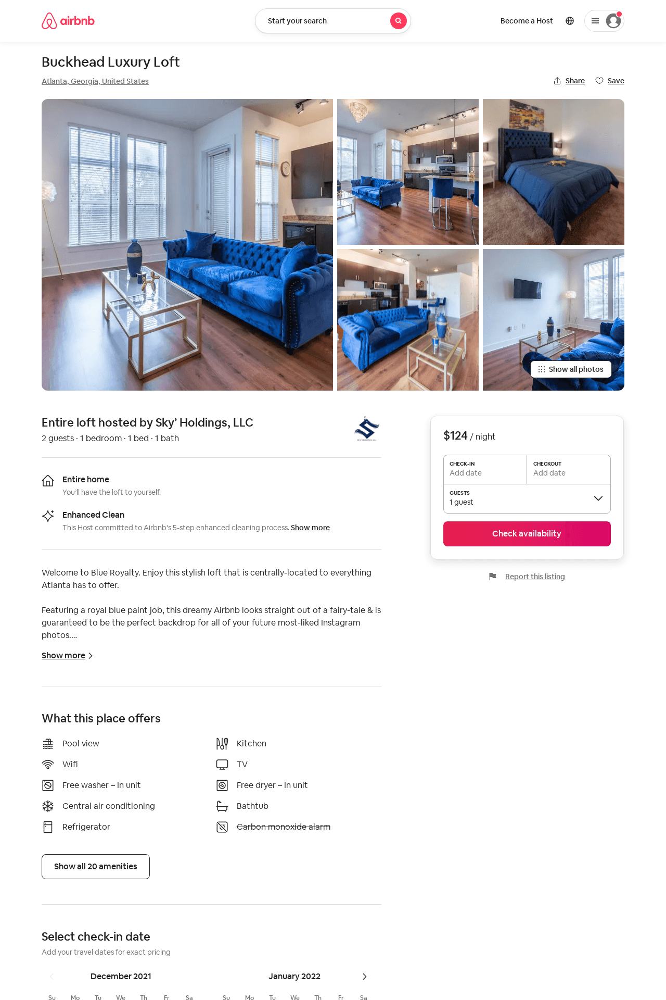 airbnb
Start your search
Become a Host
Buckhead Luxury Loft
Atlanta, Georgia, United States
Share
Save
Show all photos
Entire loft hosted by Sky’ Holdings, LLC
2 guests · 1 bedroom · 1 bed · 1 bath
SKY' HOLDINGS LLC
Entire home
You’ll have the loft to yourself.
Enhanced Clean
This Host committed to Airbnb's 5-step enhanced cleaning process. Show more
$124 / night
CHECK-IN
Add date
CHECKOUT
Add date
GUESTS
1 guest
Check availability
Report this listing
Welcome to Blue Royalty. Enjoy this stylish loft that is centrally-located to everything
Atlanta has to offer.
Featuring a royal blue paint job, this dreamy Airbnb looks straight out of a fairy-tale & is
guaranteed to be the perfect backdrop for all of your future most-liked Instagram
photos....
Show more
What this place offers
Pool view
Kitchen
Wifi
TV
Free washer – In unit
Free dryer – In unit
Central air conditioning
Bathtub
Refrigerator
Carbon monoxide alarm
Show all 20 amenities
Select check-in date
Add your travel dates for exact pricing
December 2021
January 2022
Su Mo Tu We Th Fr Sa
Su Mo Tu We Th Fr Sa